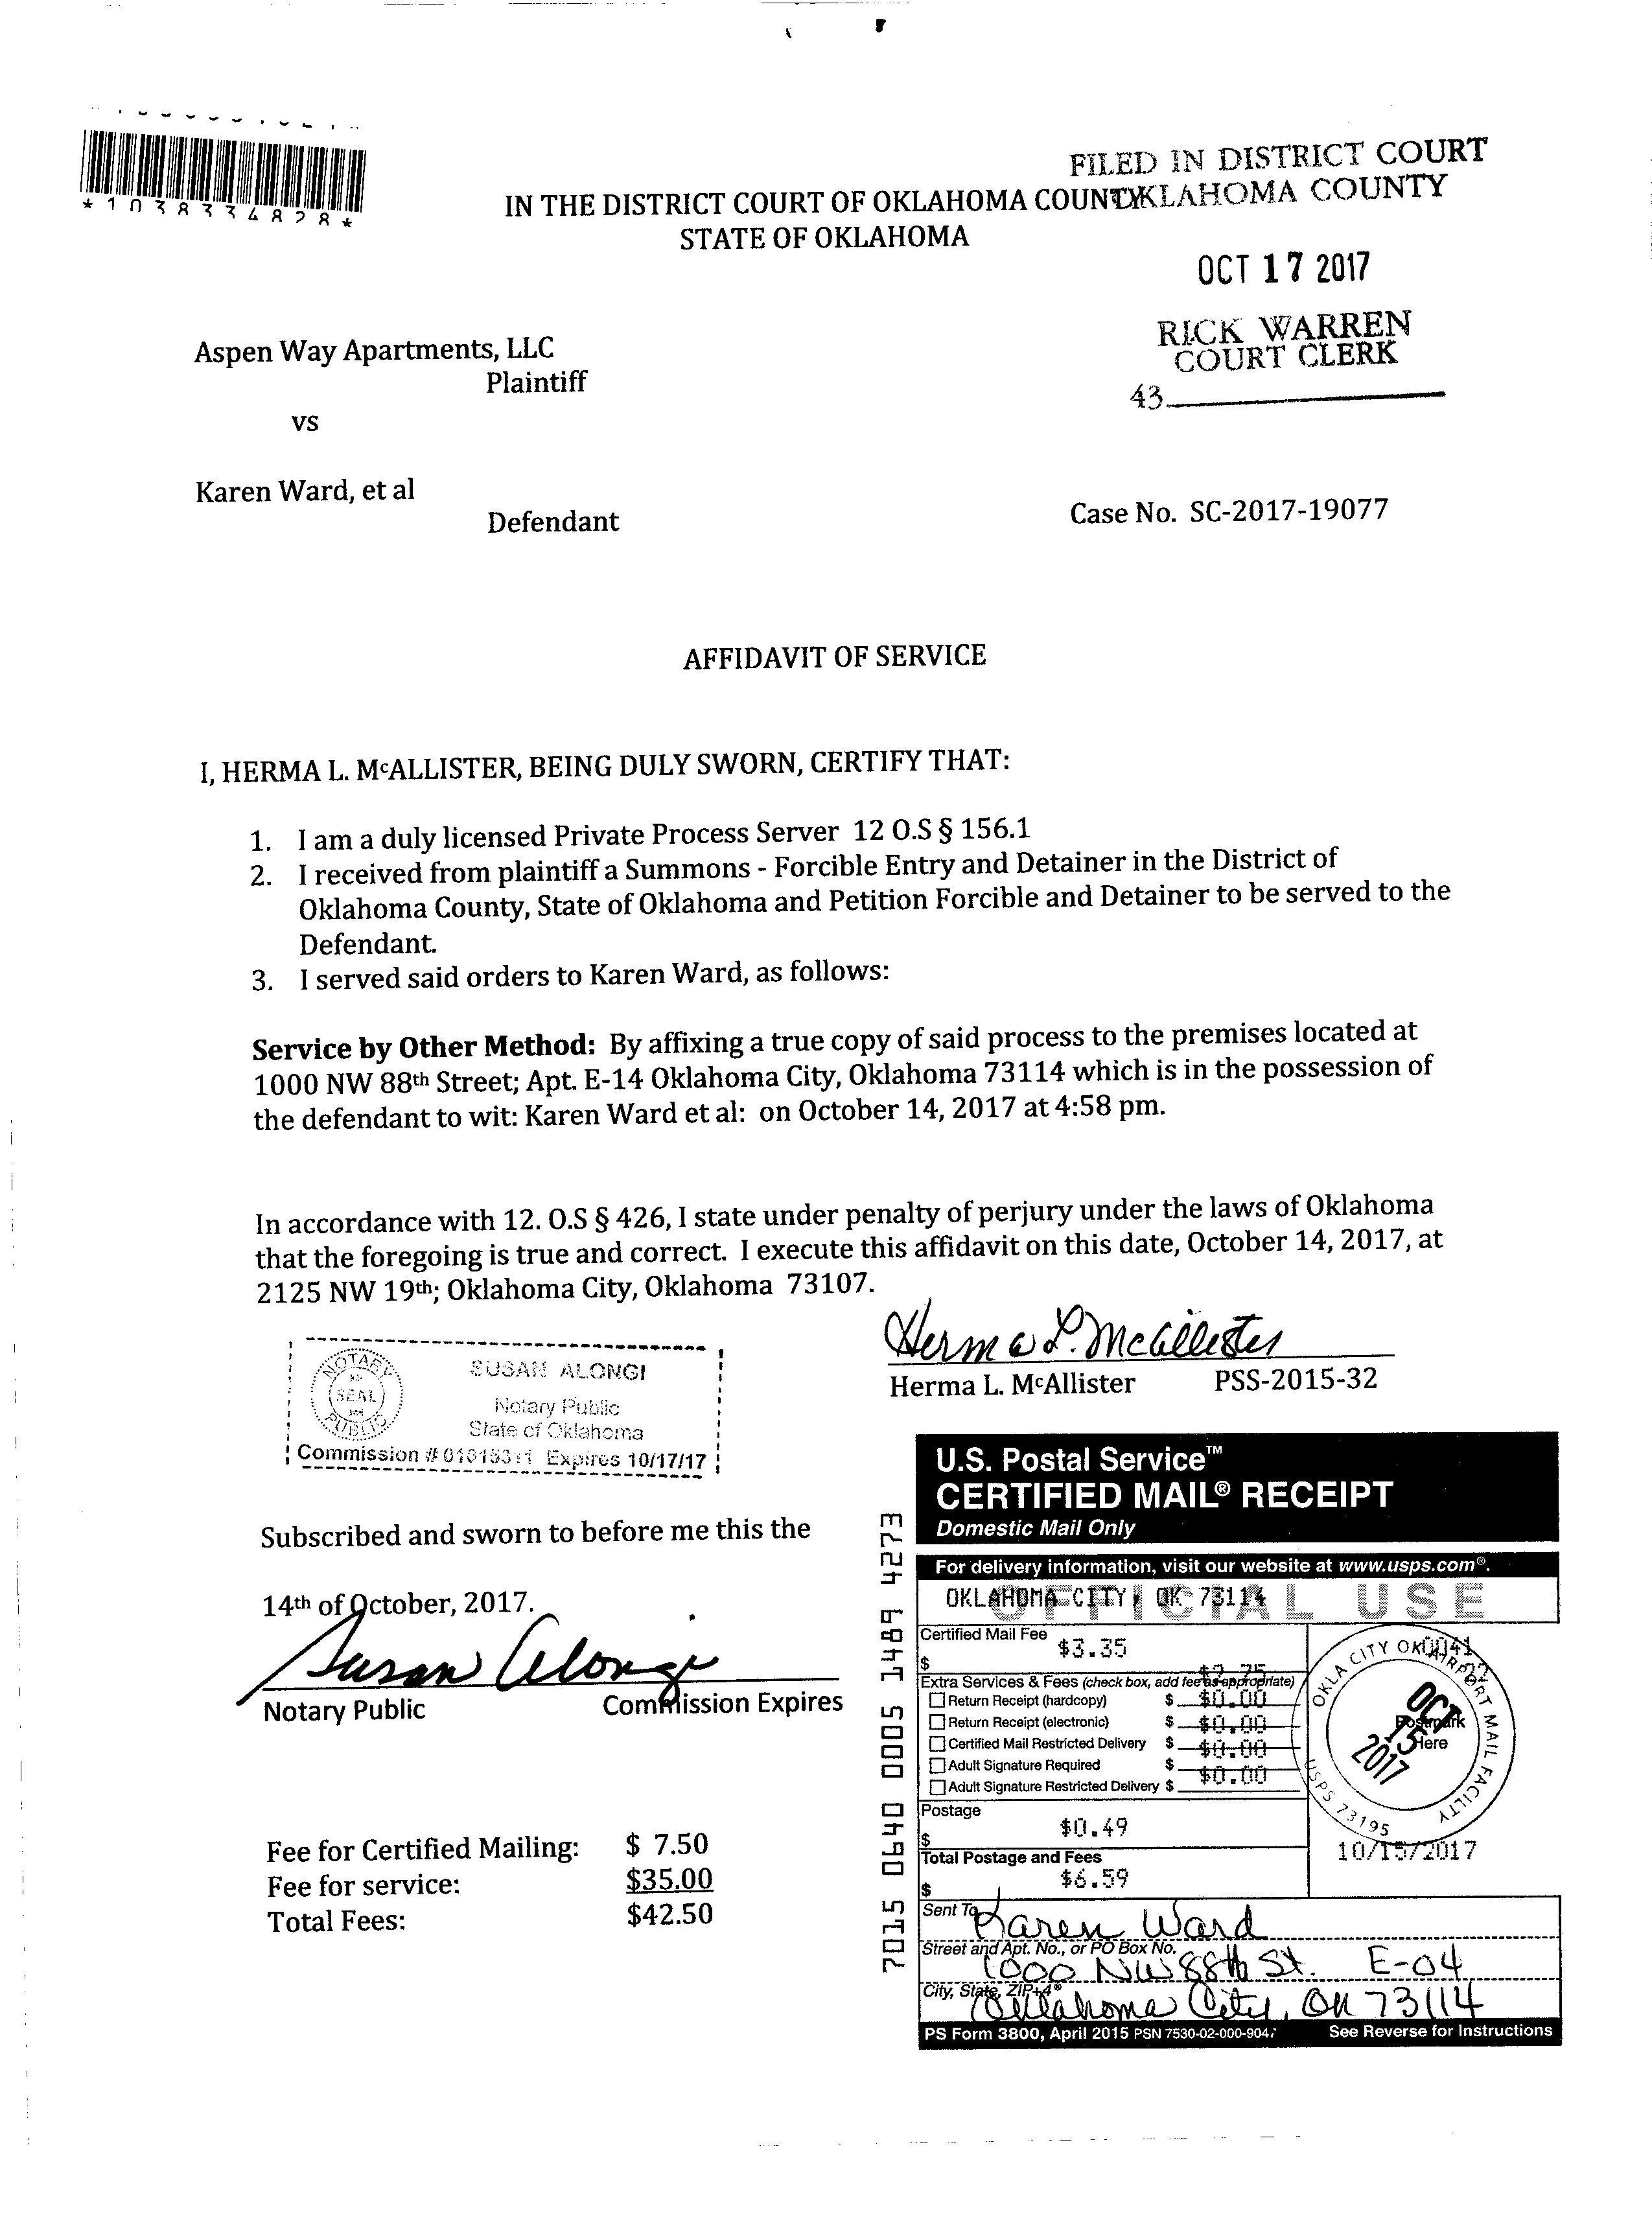 *1038334828*
FILED IN DISTRICT COURT
OKLAHOMA COUNTY
IN THE DISTRICT COURT OF OKLAHOMA COUNTY
STATE OF OKLAHOMA
OCT 17 2017
RICK WARREN
COURT CLERK
43
Aspen Way Apartments, LLC
Plaintiff
vs
Karen Ward, et al
Defendant
Case No. SC-2017-19077
AFFIDAVIT OF SERVICE
I, HERMA L. McALLISTER, BEING DULY SWORN, CERTIFY THAT:
1. I am a duly licensed Private Process Server 12 O.S § 156.1
2. I received from plaintiff a Summons - Forcible Entry and Detainer in the District of
Oklahoma County, State of Oklahoma and Petition Forcible and Detainer to be served to the
Defendant.
3. I served said orders to Karen Ward, as follows:
Service by Other Method: By affixing a true copy of said process to the premises located at
1000 NW 88th Street; Apt. E-14 Oklahoma City, Oklahoma 73114 which is in the possession of
the defendant to wit: Karen Ward et al: on October 14, 2017 at 4:58 pm.
In accordance with 12. O.S § 426, I state under penalty of perjury under the laws of Oklahoma
that the foregoing is true and correct. I execute this affidavit on this date, October 14, 2017, at
2125 NW 19th; Oklahoma City, Oklahoma 73107.
Herma L. McAllister
Herma L. McAllister PSS-2015-32
NOTARY PUBLIC
SEAL
SUSAN ALONGI
Notary Public
State of Oklahoma
Commission # Expires 10/17/17
Subscribed and sworn to before me this the
14th of October, 2017.
Susan Alongi
Notary Public Commission Expires
Fee for Certified Mailing: $ 7.50
Fee for service: $35.00
Total Fees: $42.50
7015 0640 0005 1489 4273
U.S. Postal Service™
CERTIFIED MAIL® RECEIPT
Domestic Mail Only
For delivery information, visit our website at www.usps.com®.
OFFICIAL USE
OKLAHOMA CITY, OK 73114
Certified Mail Fee
$ $3.35
$2.75
Extra Services & Fees (check box, add fee as appropriate)
Return Receipt (hardcopy) $ $0.00
Return Receipt (electronic) $ $0.00
Certified Mail Restricted Delivery $ $0.00
Adult Signature Required $ $0.00
Adult Signature Restricted Delivery $
Postage
$ $0.49
Total Postage and Fees
$ $6.59
OKLA CITY OK AIRPORT MAIL FACILTY
USPS 73195
OCT 15 2017
Postmark
Here
10/15/2017
Sent To Karen Ward
Street and Apt. No., or PO Box No. 1000 NW 88th St. E-04
City, State, ZIP+4® Oklahoma City, OK 73114
PS Form 3800, April 2015 PSN 7530-02-000-9047 See Reverse for Instructions